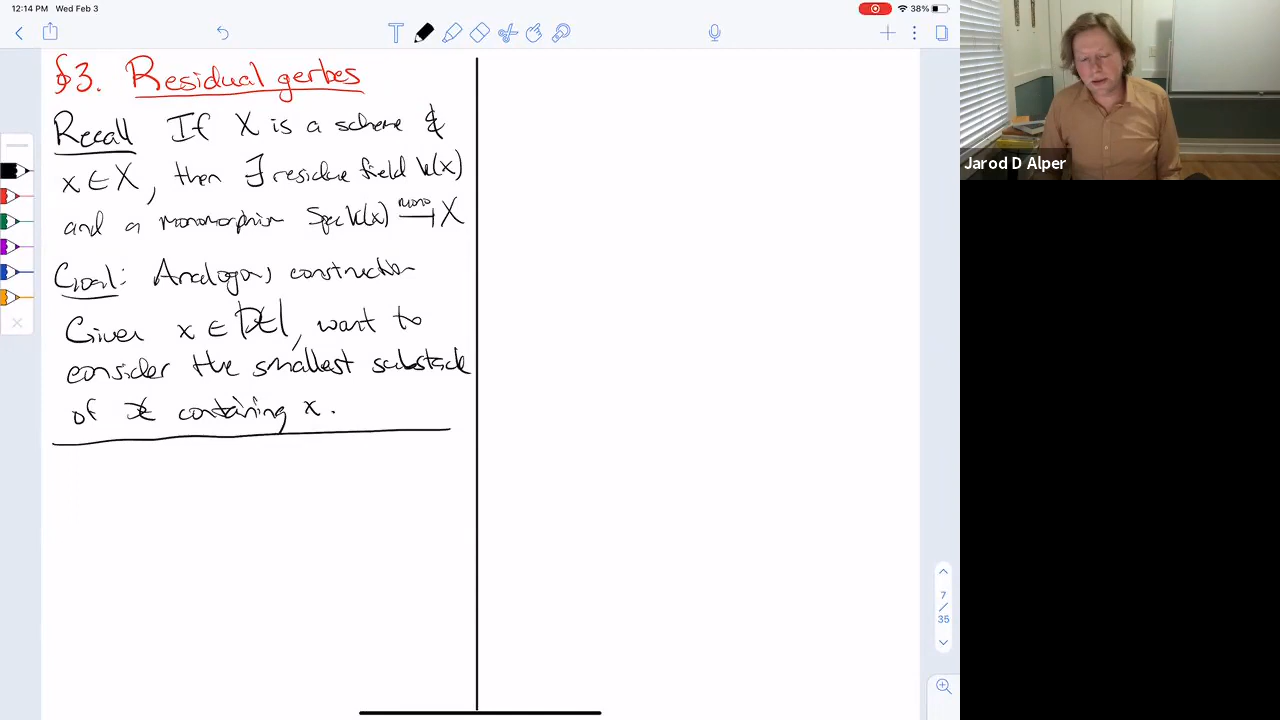 12:14 PM Wed Feb 3
38%
§3. Residual gerbes
Recall If X is a scheme &
x ∈ X, then ∃ residue field k(x)
and a monomorphism Spec k(x) mono⟶ X
Goal: Analogous construction
Given x ∈ |𝒳|, want to
consider the smallest substack
of 𝒳 containing x.
Jarod D Alper
T
7
/
35